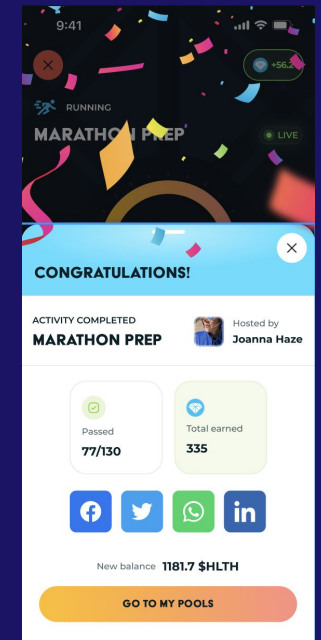 9:41
+56.2
RUNNING
MARATHON PREP
LIVE
CONGRATULATIONS!
ACTIVITY COMPLETED
MARATHON PREP
Hosted by
Joanna Haze
Passed
77/130
Total earned
335
f
in
New balance 1181.7 $HLTH
GO TO MY POOLS